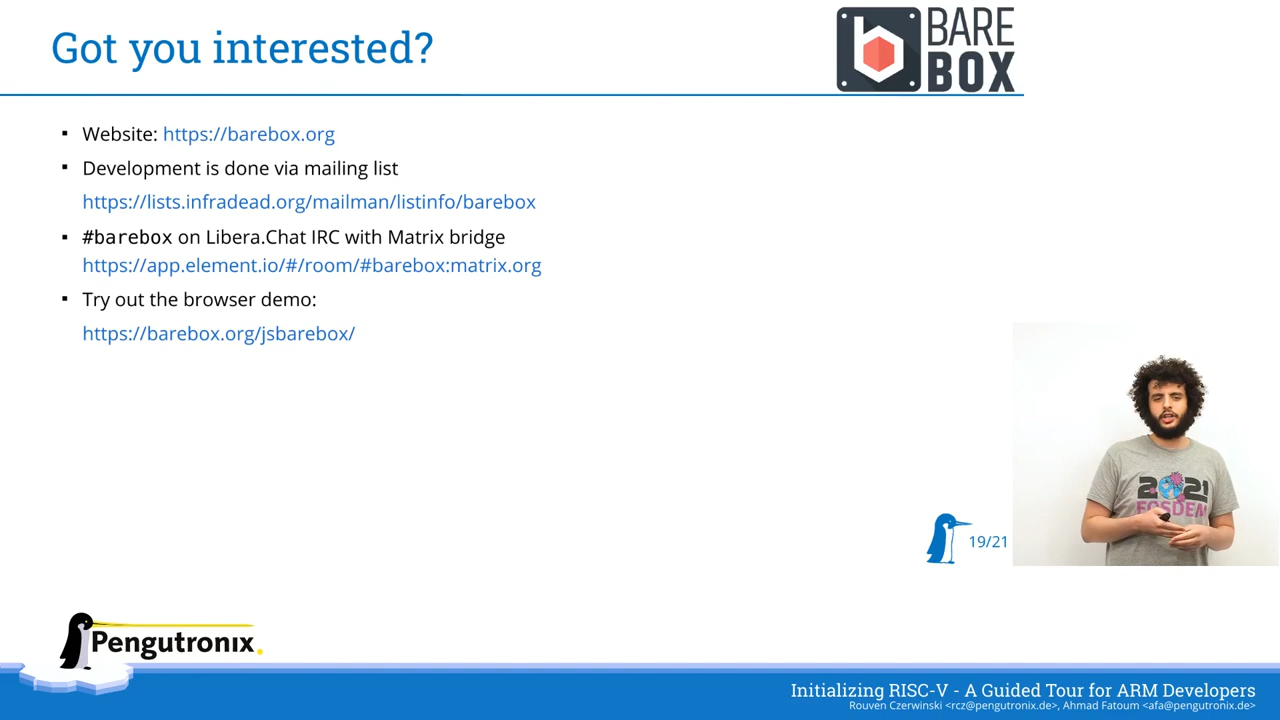 Got you interested?
BARE
BOX
▪ Website: https://barebox.org
▪ Development is done via mailing list
https://lists.infradead.org/mailman/listinfo/barebox
▪ #barebox on Libera.Chat IRC with Matrix bridge
https://app.element.io/#/room/#barebox:matrix.org
▪ Try out the browser demo:
https://barebox.org/jsbarebox/
2021
FOSDEM
19/21
Pengutronix.
Initializing RISC-V - A Guided Tour for ARM Developers
Rouven Czerwinski <rcz@pengutronix.de>, Ahmad Fatoum <afa@pengutronix.de>